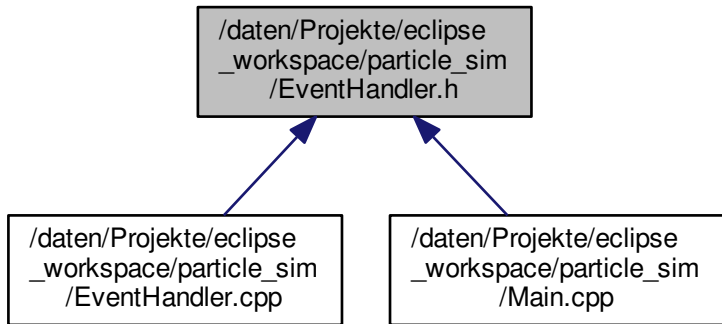 /daten/Projekte/eclipse
_workspace/particle_sim
/EventHandler.h
/daten/Projekte/eclipse
_workspace/particle_sim
/EventHandler.cpp
/daten/Projekte/eclipse
_workspace/particle_sim
/Main.cpp